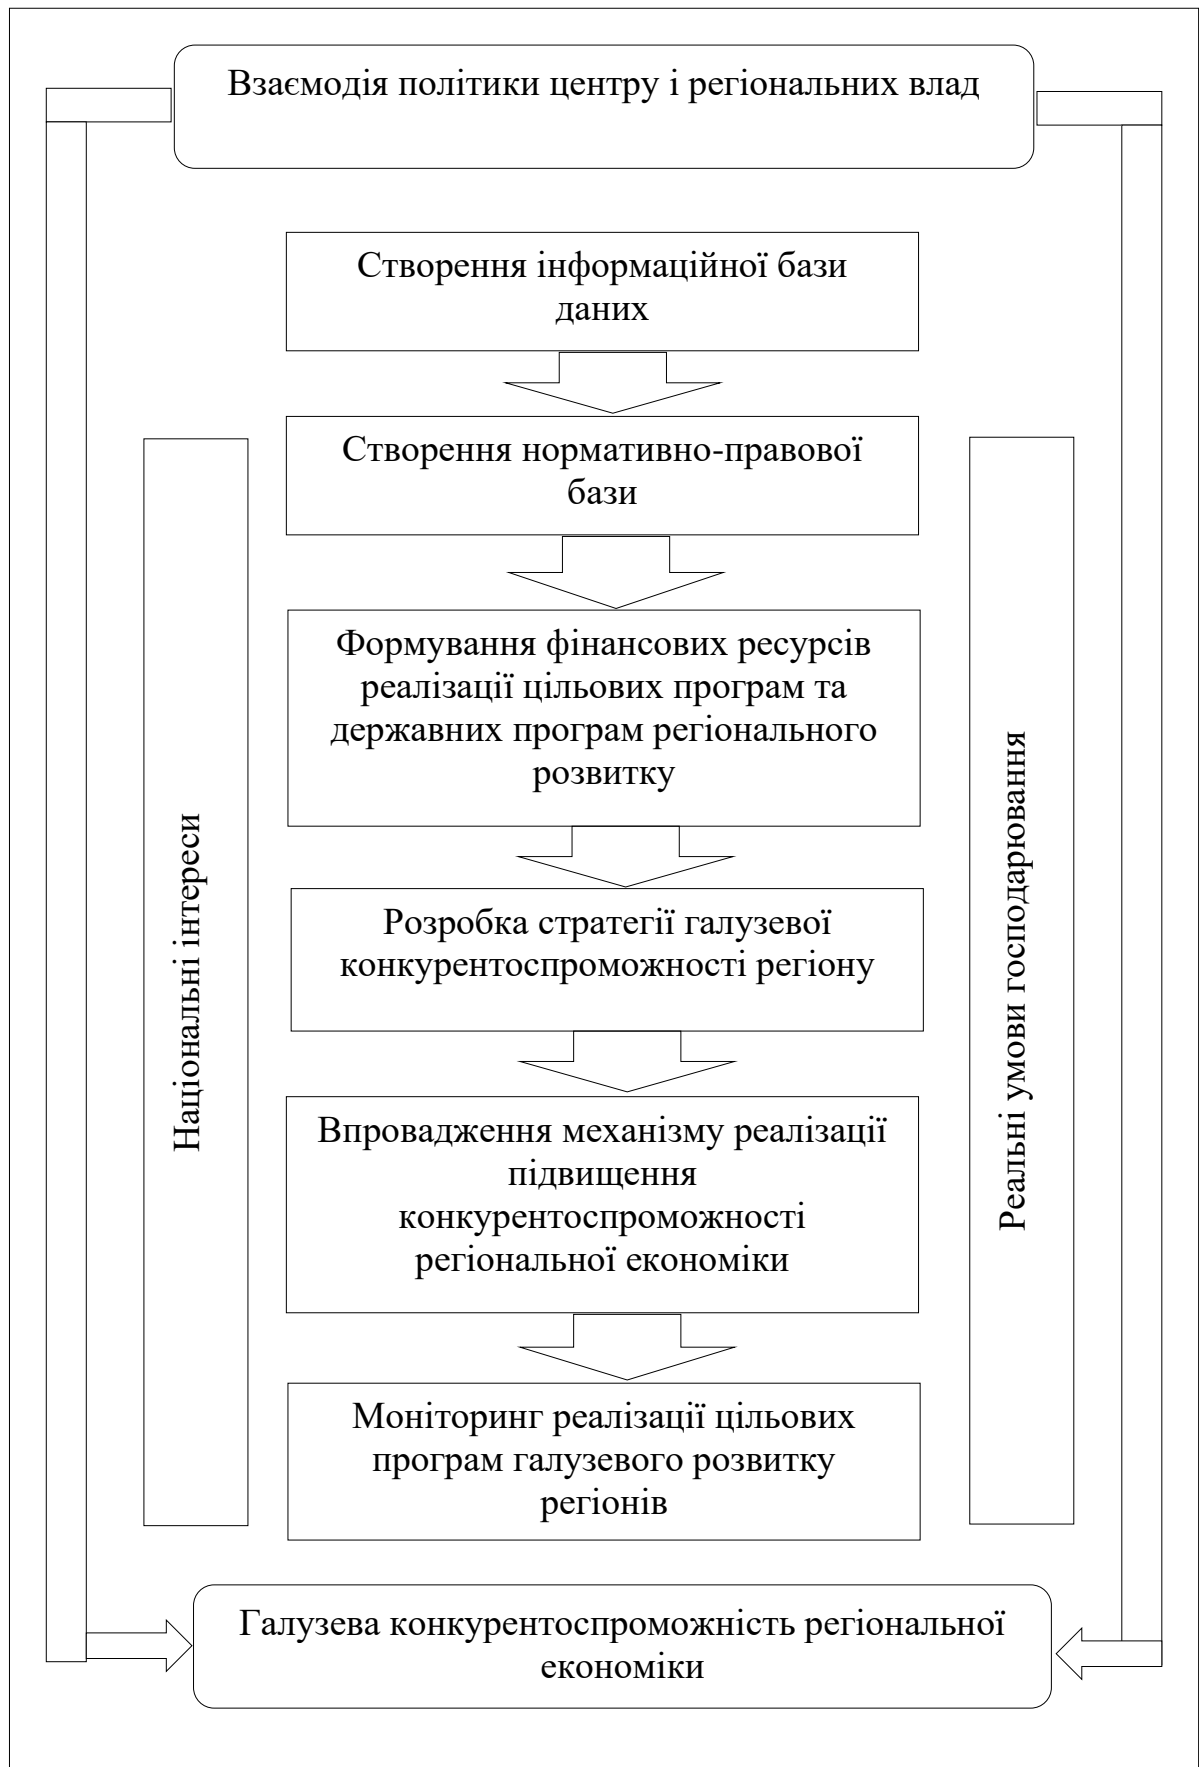 Взаємодія політики центру і регіональних влад
Створення інформаційної бази
даних
Створення нормативно-правової
бази
Формування фінансових ресурсів
реалізації цільових програм та
державних програм регіонального
розвитку
Розробка стратегії галузевої
конкурентоспроможності регіону
Впровадження механізму реалізації
підвищення
конкурентоспроможності
регіональної економіки
Моніторинг реалізації цільових
програм галузевого розвитку
регіонів
Національні інтереси
Реальні умови господарювання
Галузева конкурентоспроможність регіональної
економіки